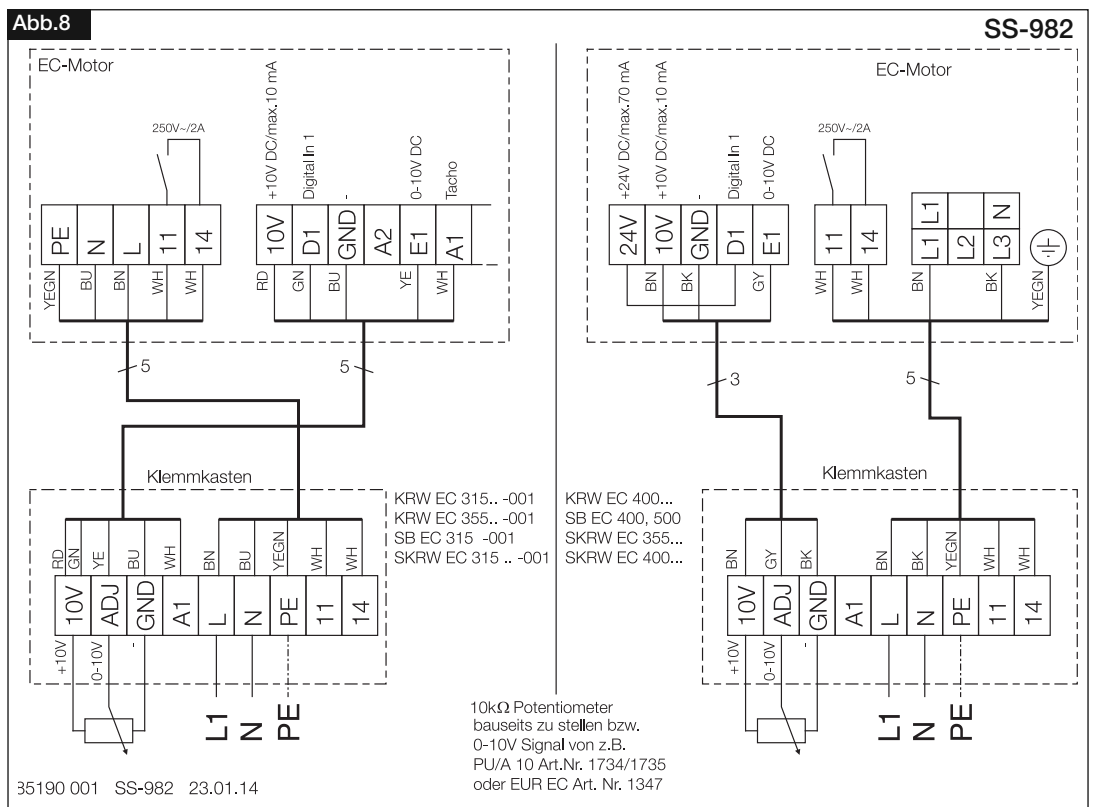 Abb.8
SS-982
EC-Motor
250V~/2A
+10V DC/max.10 mA
Digital In 1
-
0-10V DC
Tacho
PE N L 11 14
10V D1 GND A2 E1 A1
YEGN BU BN WH WH
RD GN BU YE WH
5
5
Klemmkasten
RD GN YE BU WH BN BU YEGN WH WH
10V ADJ GND A1 L N PE 11 14
+10V 0-10V -
L1 N PE
EC-Motor
+24V DC/max.70 mA
+10V DC/max.10 mA
-
Digital In 1
0-10V DC
250V~/2A
24V 10V GND D1 E1
11 14
L1 N
L1 L2 L3
BN BK GY
WH WH BN BK YEGN
3
5
Klemmkasten
BN GY BK BN BK YEGN WH WH
10V ADJ GND A1 L N PE 11 14
+10V 0-10V -
L1 N PE
KRW EC 315.. -001
KRW EC 355.. -001
SB EC 315 -001
SKRW EC 315 .. -001
KRW EC 400...
SB EC 400, 500
SKRW EC 355...
SKRW EC 400...
10kΩ Potentiometer
bauseits zu stellen bzw.
0-10V Signal von z.B.
PU/A 10 Art.Nr. 1734/1735
oder EUR EC Art. Nr. 1347
85190 001 SS-982 23.01.14